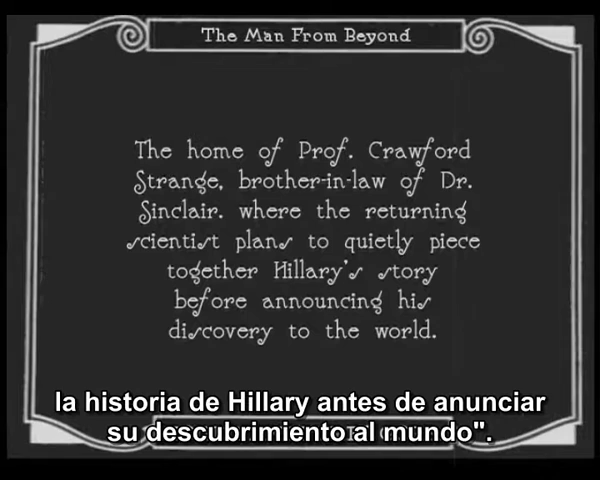 The Man From Beyond
The home of Prof. Crawford
Strange, brother-in-law of Dr.
Sinclair. where the returning
scientist plans to quietly piece
together Hillary's story
before announcing his
discovery to the world.
la historia de Hillary antes de anunciar
su descubrimiento al mundo".